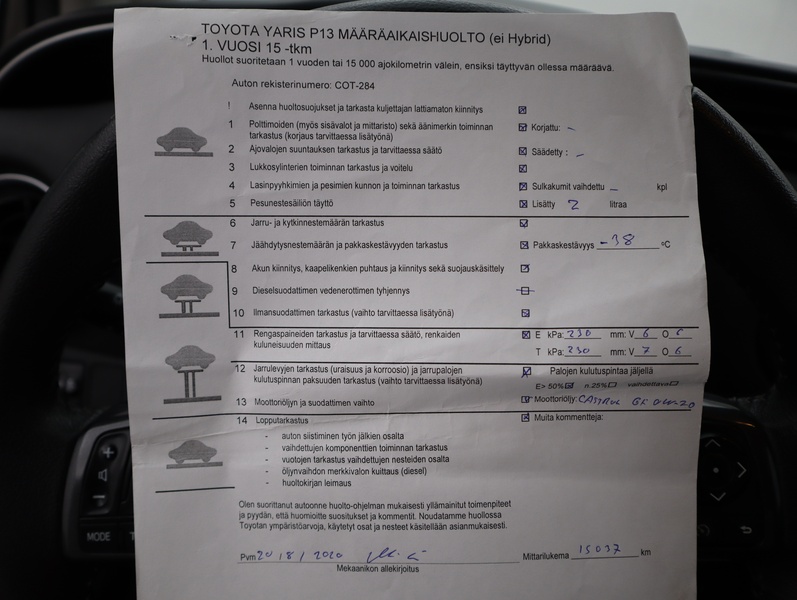 TOYOTA YARIS P13 MÄÄRÄAIKAISHUOLTO (ei Hybrid)
1. VUOSI 15 -tkm
Huollot suoritetaan 1 vuoden tai 15 000 ajokilometrin välein, ensiksi täyttyvän ollessa määräävä.
Auton rekisterinumero: COT-284
! Asenna huoltosuojukset ja tarkasta kuljettajan lattiamaton kiinnitys
1 Polttimoiden (myös sisävalot ja mittaristo) sekä äänimerkin toiminnan Korjattu: -
tarkastus (korjaus tarvittaessa lisätyönä)
2 Ajovalojen suuntauksen tarkastus ja tarvittaessa säätö Säädetty : -
3 Lukkosylinterien toiminnan tarkastus ja voitelu
4 Lasinpyyhkimien ja pesimien kunnon ja toiminnan tarkastus Sulkakumit vaihdettu - kpl
5 Pesunestesäiliön täyttö Lisätty 2 litraa
6 Jarru- ja kytkinnestemäärän tarkastus
7 Jäähdytysnestemäärän ja pakkaskestävyyden tarkastus Pakkaskestävyys -38 °C
8 Akun kiinnitys, kaapelikenkien puhtaus ja kiinnitys sekä suojauskäsittely
9 Dieselsuodattimen vedenerottimen tyhjennys
10 Ilmansuodattimen tarkastus (vaihto tarvittaessa lisätyönä)
11 Rengaspaineiden tarkastus ja tarvittaessa säätö, renkaiden E kPa: 230 mm: V 6 O 6
kuluneisuuden mittaus T kPa: 230 mm: V 7 O 6
12 Jarrulevyjen tarkastus (uraisuus ja korroosio) ja jarrupalojen Palojen kulutuspintaa jäljellä
kulutuspinnan paksuuden tarkastus (vaihto tarvittaessa lisätyönä) E> 50% n.25% vaihdettava
13 Moottoriöljyn ja suodattimen vaihto Moottoriöljy: CASTROL
14 Lopputarkastus Muita kommentteja:
- auton siistiminen työn jälkien osalta
- vaihdettujen komponenttien toiminnan tarkastus
- vuotojen tarkastus vaihdettujen nesteiden osalta
- öljynvaihdon merkkivalon kuittaus (diesel)
- huoltokirjan leimaus
Olen suorittanut autoonne huolto-ohjelman mukaisesti yllämainitut toimenpiteet
ja pyydän, että huomioitte suositukset ja kommentit. Noudatamme huollossa
Toyotan ympäristöarvoja, käytetyt osat ja nesteet käsitellään asianmukaisesti.
Pvm 20 / 8 / 2020 Mittarilukema 15037 km
Mekaanikon allekirjoitus
MODE